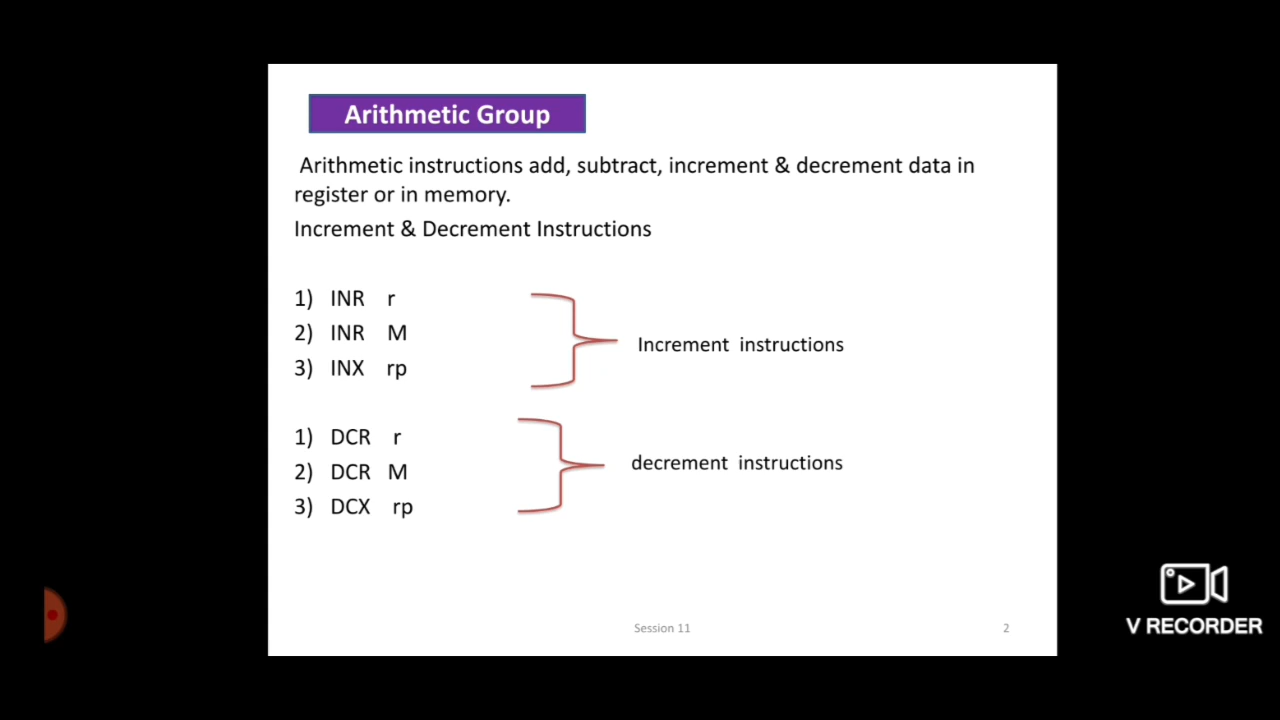 Arithmetic Group
Arithmetic instructions add, subtract, increment & decrement data in
register or in memory.
Increment & Decrement Instructions
1) INR r
2) INR M
3) INX rp
Increment instructions
1) DCR r
2) DCR M
3) DCX rp
decrement instructions
Session 11
2
V RECORDER